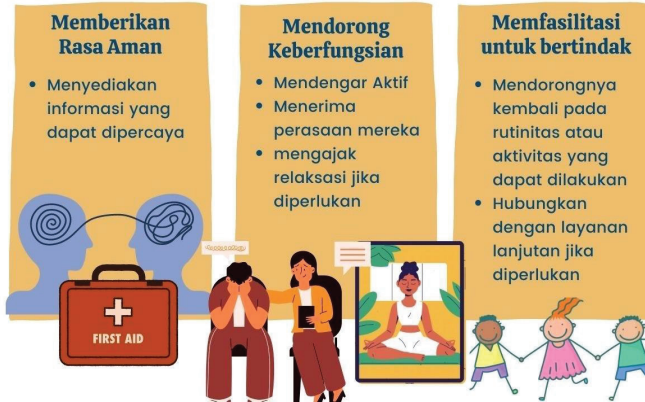 Memberikan
Rasa Aman
• Menyediakan
informasi yang
dapat dipercaya
FIRST AID
Mendorong
Keberfungsian
• Mendengar Aktif
• Menerima
perasaan mereka
• mengajak
relaksasi jika
diperlukan
Memfasilitasi
untuk bertindak
• Mendorongnya
kembali pada
rutinitas atau
aktivitas yang
dapat dilakukan
• Hubungkan
dengan layanan
lanjutan jika
diperlukan